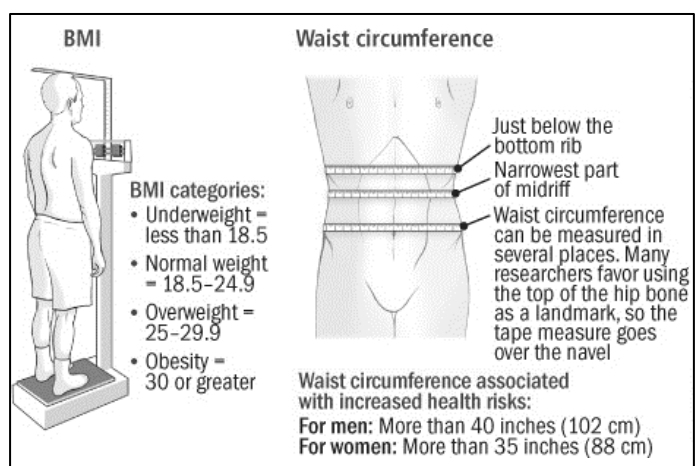 BMI
BMI categories:
• Underweight =
less than 18.5
• Normal weight
= 18.5–24.9
• Overweight =
25–29.9
• Obesity =
30 or greater
Waist circumference
Just below the
bottom rib
Narrowest part
of midriff
Waist circumference
can be measured in
several places. Many
researchers favor using
the top of the hip bone
as a landmark, so the
tape measure goes
over the navel
Waist circumference associated
with increased health risks:
For men: More than 40 inches (102 cm)
For women: More than 35 inches (88 cm)